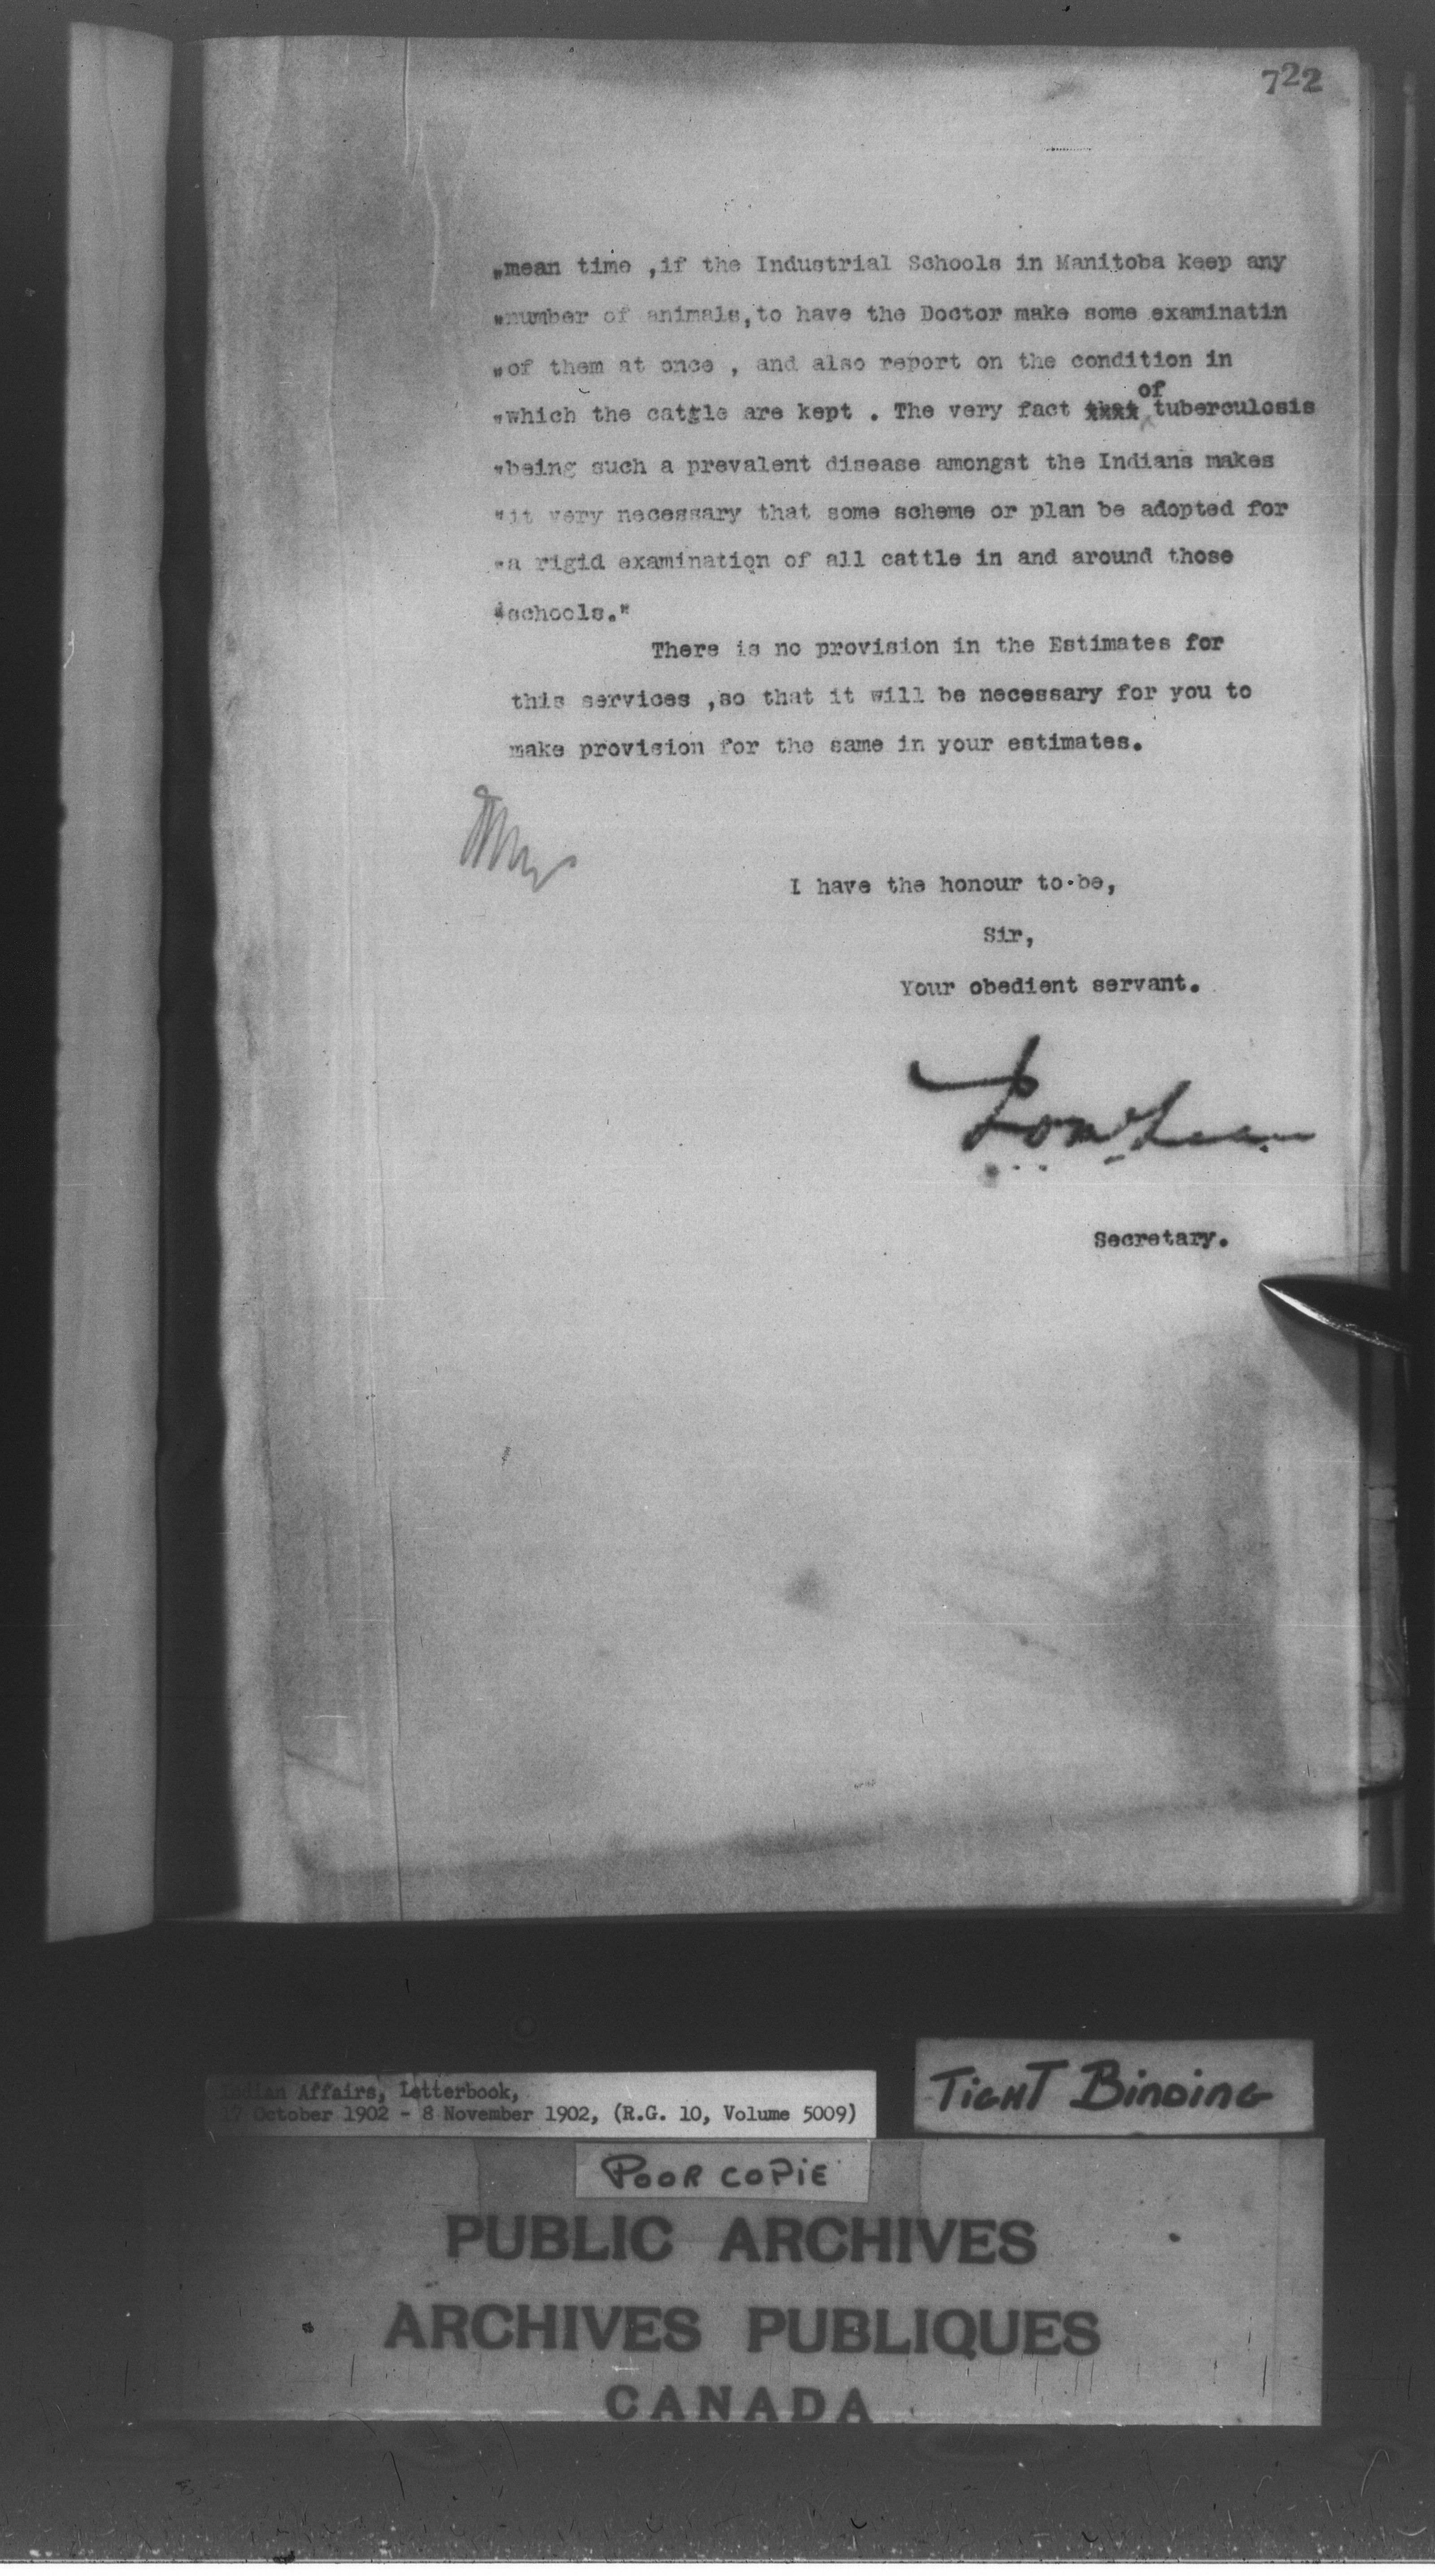 722
"mean time ,if the Industrial Schools in Manitoba keep any
"number of animals,to have the Doctor make some examinatin
"of them at once , and also report on the condition in
"which the cattle are kept . The very fact that of tuberculosis
"being such a prevalent disease amongst the Indians makes
"it very necessary that some scheme or plan be adopted for
"a rigid examination of all cattle in and around those
"schools."
There is no provision in the Estimates for
this services ,so that it will be necessary for you to
make provision for the same in your estimates.
I have the honour to be,
Sir,
Your obedient servant.
Secretary.
Indian Affairs, Letterbook,
17 October 1902 - 8 November 1902, (R.G. 10, Volume 5009)
TIGHT BINDING
POOR COPIE
PUBLIC ARCHIVES
ARCHIVES PUBLIQUES
CANADA